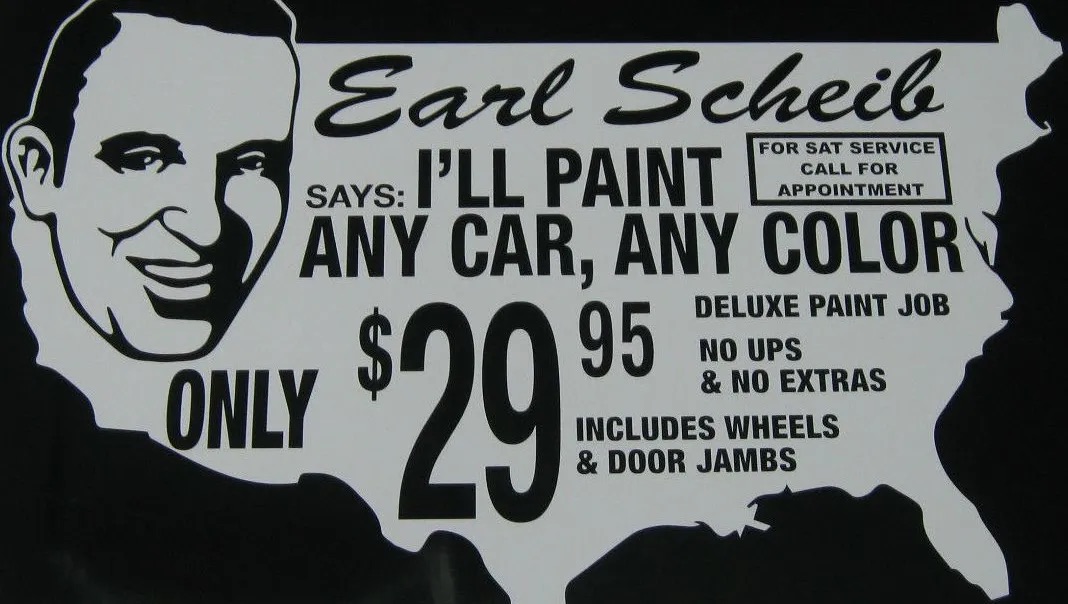 Earl Scheib
FOR SAT SERVICE
CALL FOR
APPOINTMENT
SAYS: I'LL PAINT
ANY CAR, ANY COLOR
ONLY
$29 95
DELUXE PAINT JOB
NO UPS
& NO EXTRAS
INCLUDES WHEELS
& DOOR JAMBS